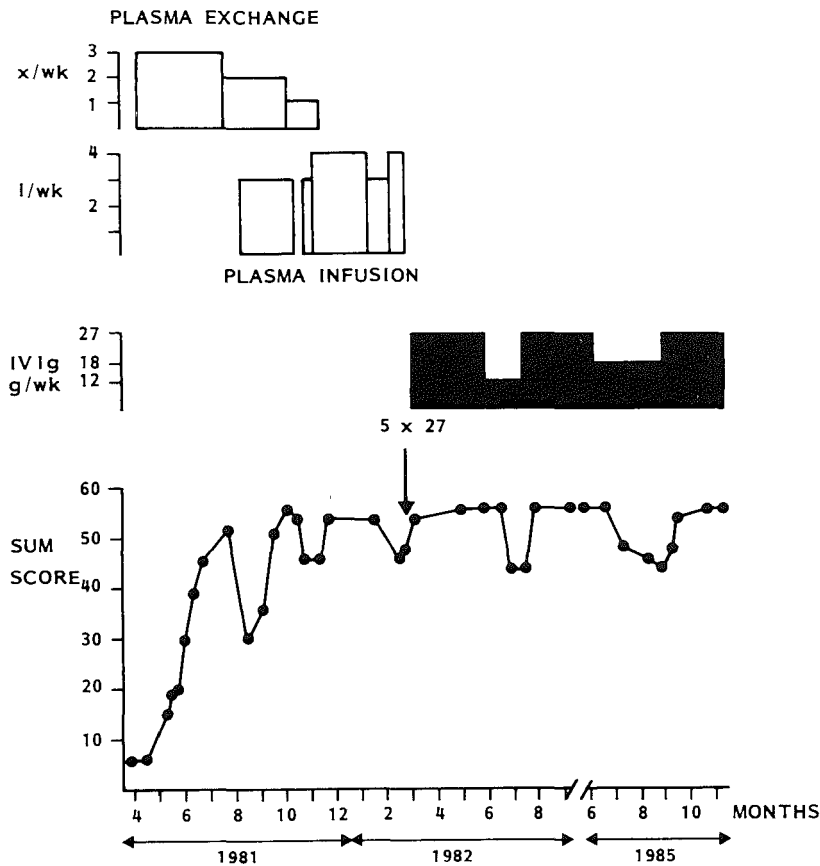 PLASMA EXCHANGE
x/wk
3
2
1
l/wk
4
2
PLASMA INFUSION
IVIg
g/wk
27
18
12
5 x 27
SUM
SCORE
60
50
40
30
20
10
4 6 8 10 12 2 4 6 8 6 8 10 MONTHS
1981 1982 1985